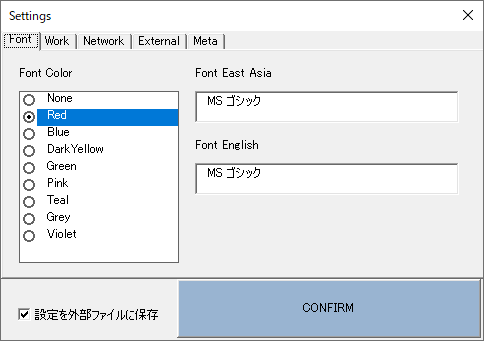 Settings
Font Work Network External Meta
Font Color
None
Red
Blue
DarkYellow
Green
Pink
Teal
Grey
Violet
Font East Asia
MS ゴシック
Font English
MS ゴシック
設定を外部ファイルに保存
CONFIRM